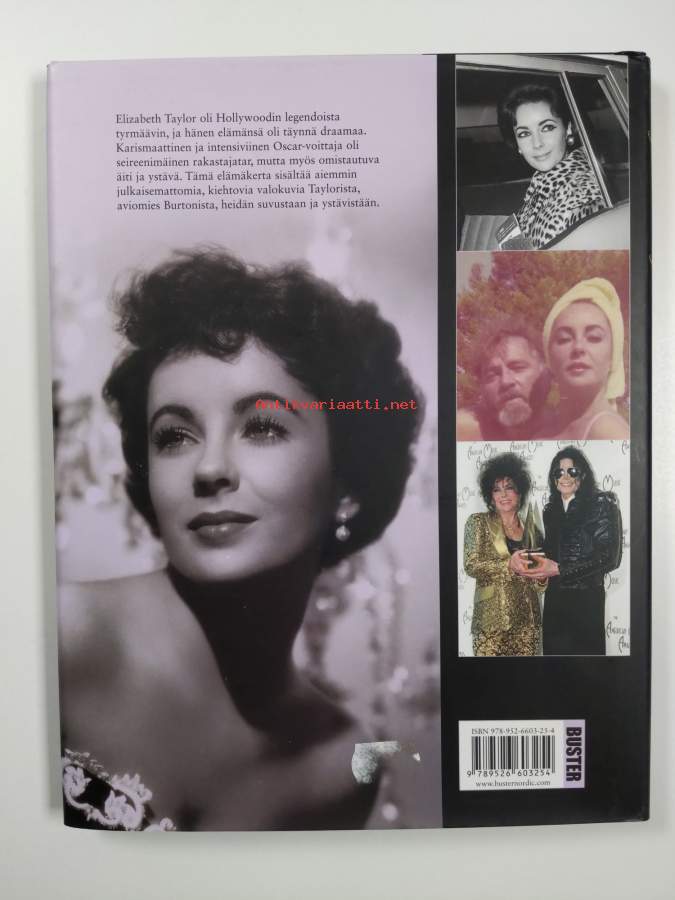 Elizabeth Taylor oli Hollywoodin legendoista
tyrmäävin, ja hänen elämänsä oli täynnä draamaa.
Karismaattinen ja intensiivinen Oscar-voittaja oli
seireenimäinen rakastajatar, mutta myös omistautuva
äiti ja ystävä. Tämä elämäkerta sisältää aiemmin
julkaisemattomia, kiehtovia valokuvia Taylorista,
aviomies Burtonista, heidän suvustaan ja ystävistään.
Antikvariaatti.net
ISBN 978-952-6603-25-4
9 789526 603254
www.busternordic.com
BUSTER